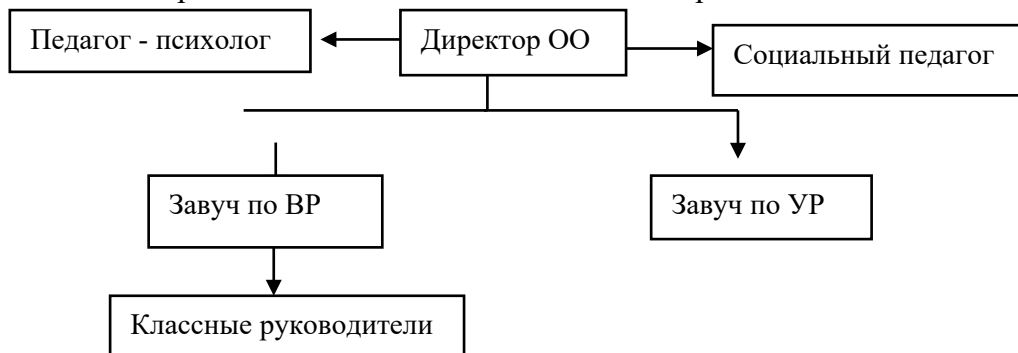 Педагог - психолог
Директор ОО
Социальный педагог
Завуч по ВР
Завуч по УР
Классные руководители